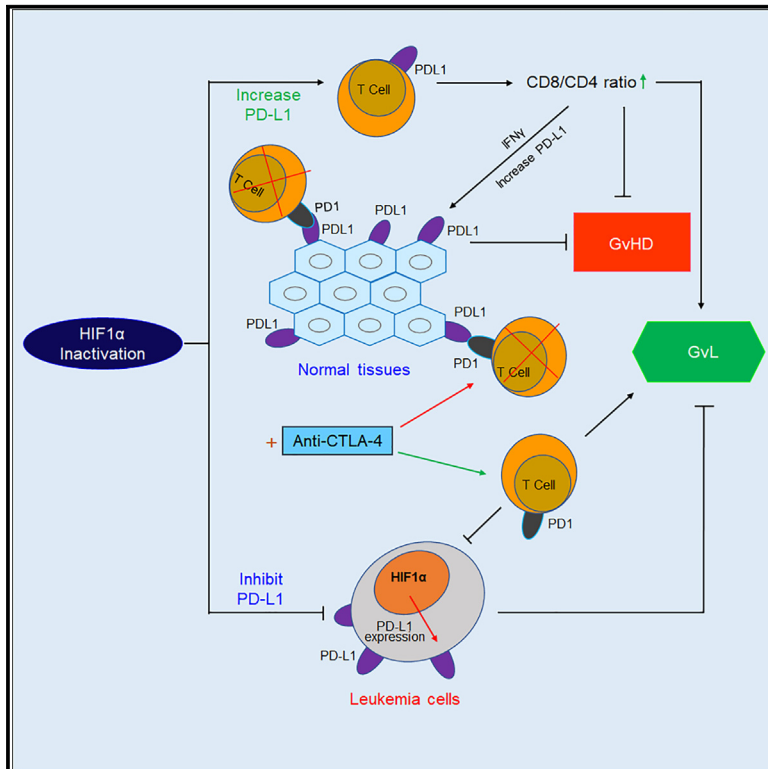 PDL1
T Cell
CD8/CD4 ratio
Increase
PD-L1
IFNγ
Increase PD-L1
T Cell
PD1
PDL1
PDL1
PDL1
GvHD
PDL1
PDL1
HIF1α
Inactivation
PD1
T Cell
GvL
Normal tissues
+
Anti-CTLA-4
T Cell
PD1
HIF1α
Inhibit
PD-L1
PD-L1
expression
PD-L1
Leukemia cells